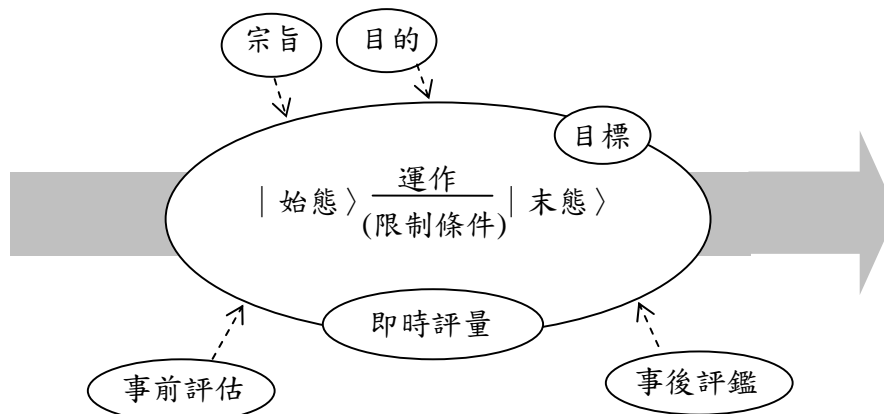 宗旨
目的
目標
｜始態〉運作｜末態〉
(限制條件)
即時評量
事前評估
事後評鑑